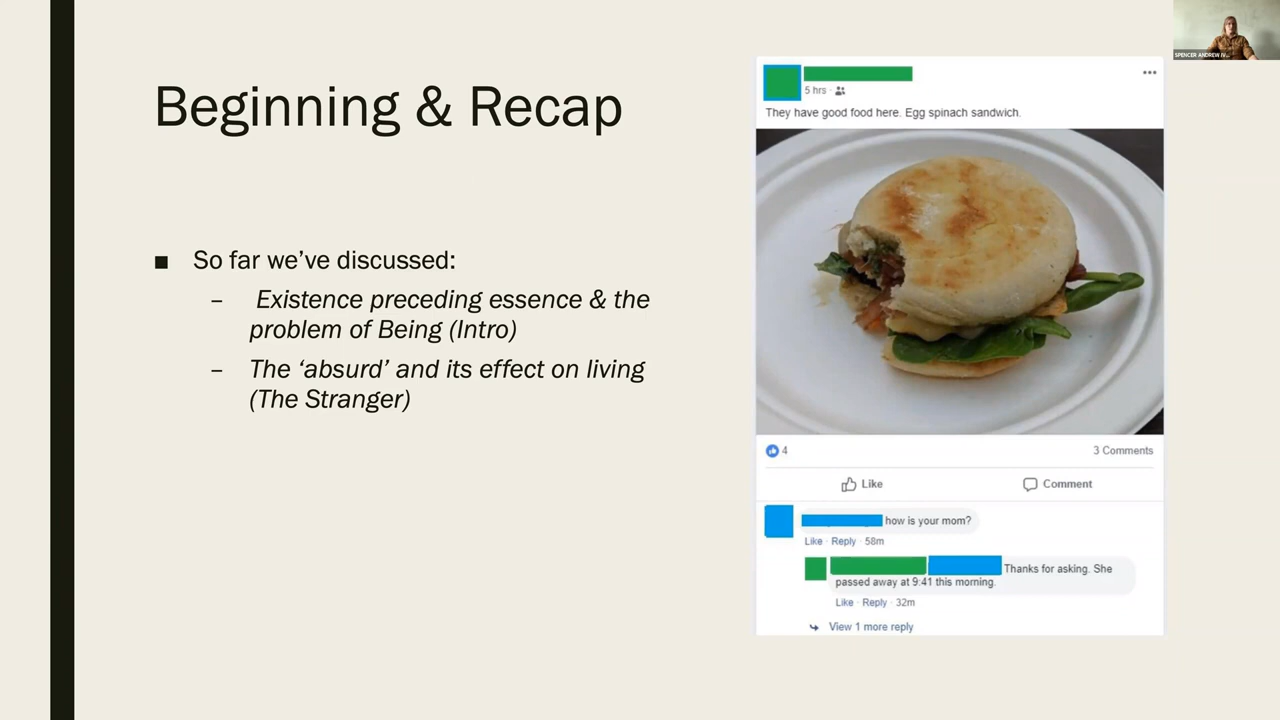 Beginning & Recap
■ So far we’ve discussed:
– Existence preceding essence & the
problem of Being (Intro)
– The ‘absurd’ and its effect on living
(The Stranger)
5 hrs ·
They have good food here. Egg spinach sandwich.
4
3 Comments
Like
Comment
how is your mom?
Like · Reply · 58m
Thanks for asking. She
passed away at 9:41 this morning.
Like · Reply · 32m
View 1 more reply
SPENCER ANDREW IV...